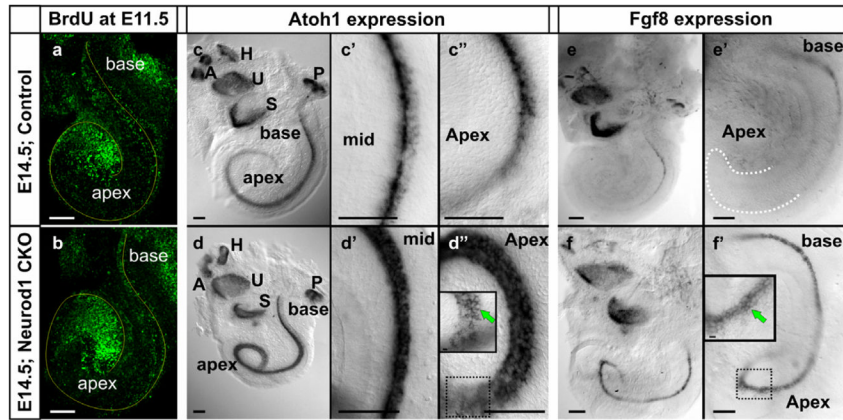 BrdU at E11.5 Atoh1 expression Fgf8 expression
E14.5; Control
a base apex
c H A U P S base apex
c' mid
c" Apex
e
e' base Apex
E14.5; Neurod1 CKO
b base apex
d H A U P S base apex
d' mid
d" Apex
f
f' base Apex